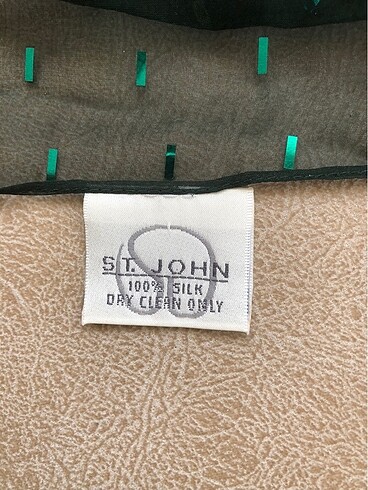 ST. JOHN
100% SILK
DRY CLEAN ONLY